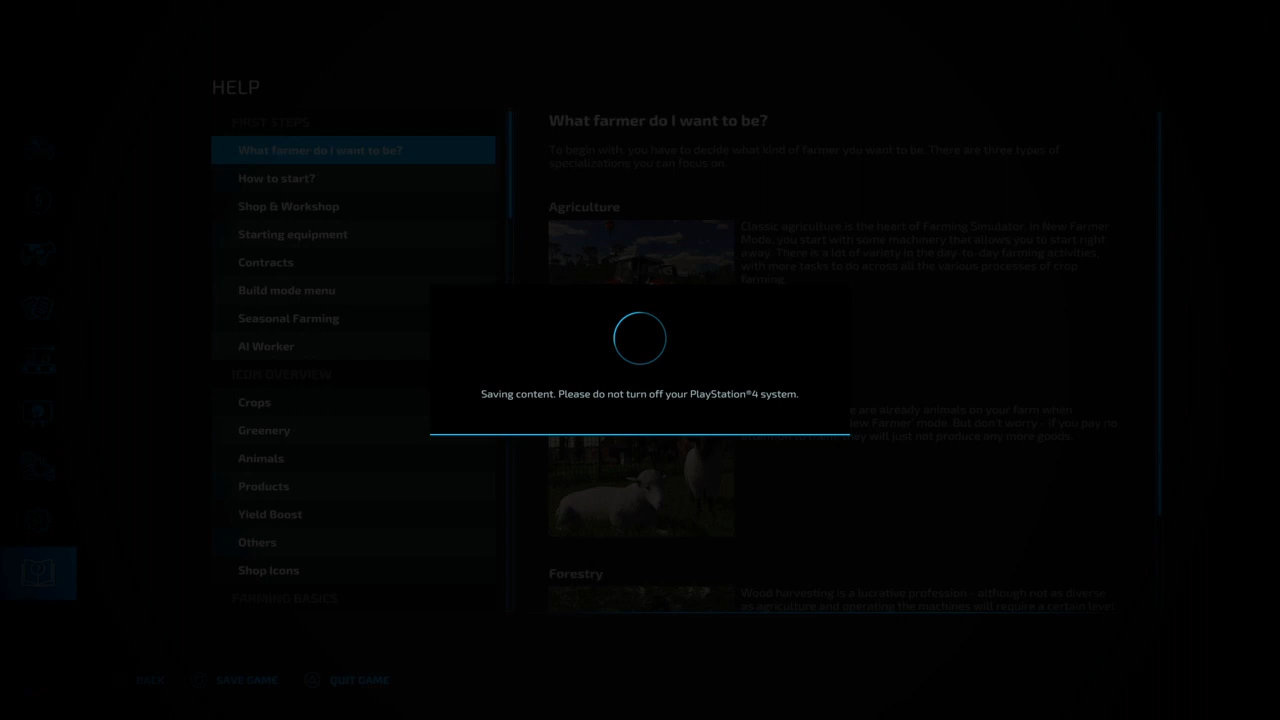 HELP
FIRST STEPS
What farmer do I want to be?
How to start?
Shop & Workshop
Starting equipment
Contracts
Build mode menu
Seasonal Farming
AI Worker
ICON OVERVIEW
Crops
Greenery
Animals
Products
Yield Boost
Others
Shop Icons
FARMING BASICS
What farmer do I want to be?
To begin with, you have to decide what kind of farmer you want to be. There are three types of
specializations you can focus on.
Agriculture
Classic agriculture is the heart of Farming Simulator. In New Farmer
Mode, you start with some machinery that allows you to start right
away. There is a lot of variety in the day-to-day farming activities,
with more tasks to do across all the various processes of crop
farming.
Saving content. Please do not turn off your PlayStation®4 system.
e are already animals on your farm when
ew Farmer' mode. But don't worry - if you pay no
they will just not produce any more goods.
Forestry
Wood harvesting is a lucrative profession - although not as diverse
as agriculture and operating the machines will require a certain level
BACK
SAVE GAME
QUIT GAME